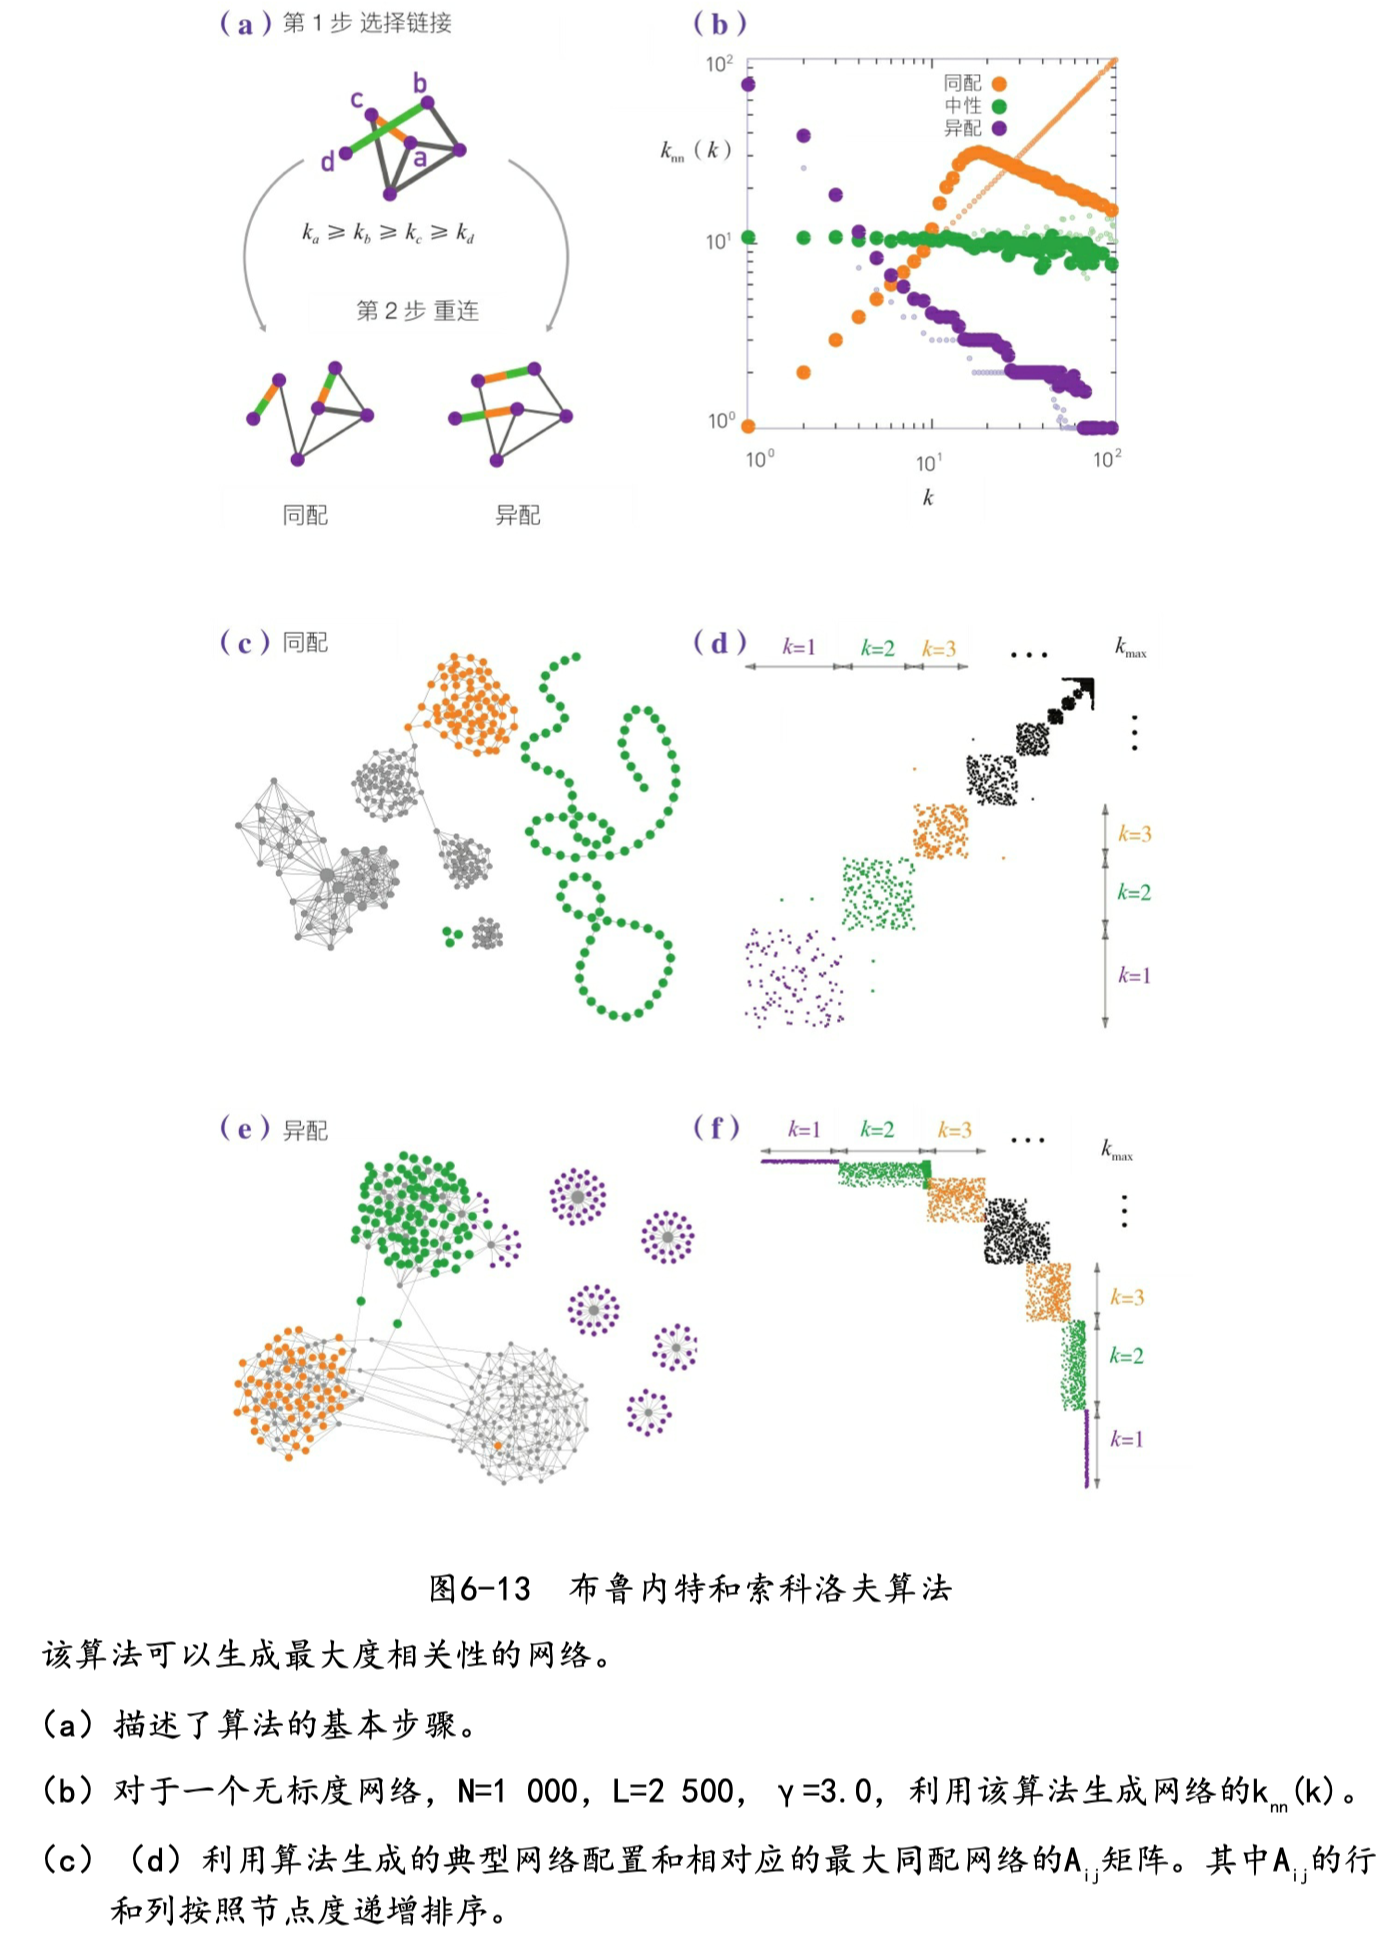 (a) 第 1 步 选择链接
b
c
d
a
kₐ ≥ k_b ≥ k_c ≥ k_d
第 2 步 重连
同配
异配
(b)
10²
同配
中性
异配
kₙₙ (k)
10¹
10⁰
10⁰
10¹
10²
k
(c) 同配
(d)
k=1
k=2
k=3
...
k_max
k=3
k=2
k=1
(e) 异配
(f)
k=1
k=2
k=3
...
k_max
k=3
k=2
k=1
图6-13 布鲁内特和索科洛夫算法
该算法可以生成最大度相关性的网络。
(a)描述了算法的基本步骤。
(b)对于一个无标度网络，N=1 000，L=2 500，γ=3.0，利用该算法生成网络的kₙₙ(k)。
(c)(d)利用算法生成的典型网络配置和相对应的最大同配网络的Aᵢⱼ矩阵。其中Aᵢⱼ的行
和列按照节点度递增排序。